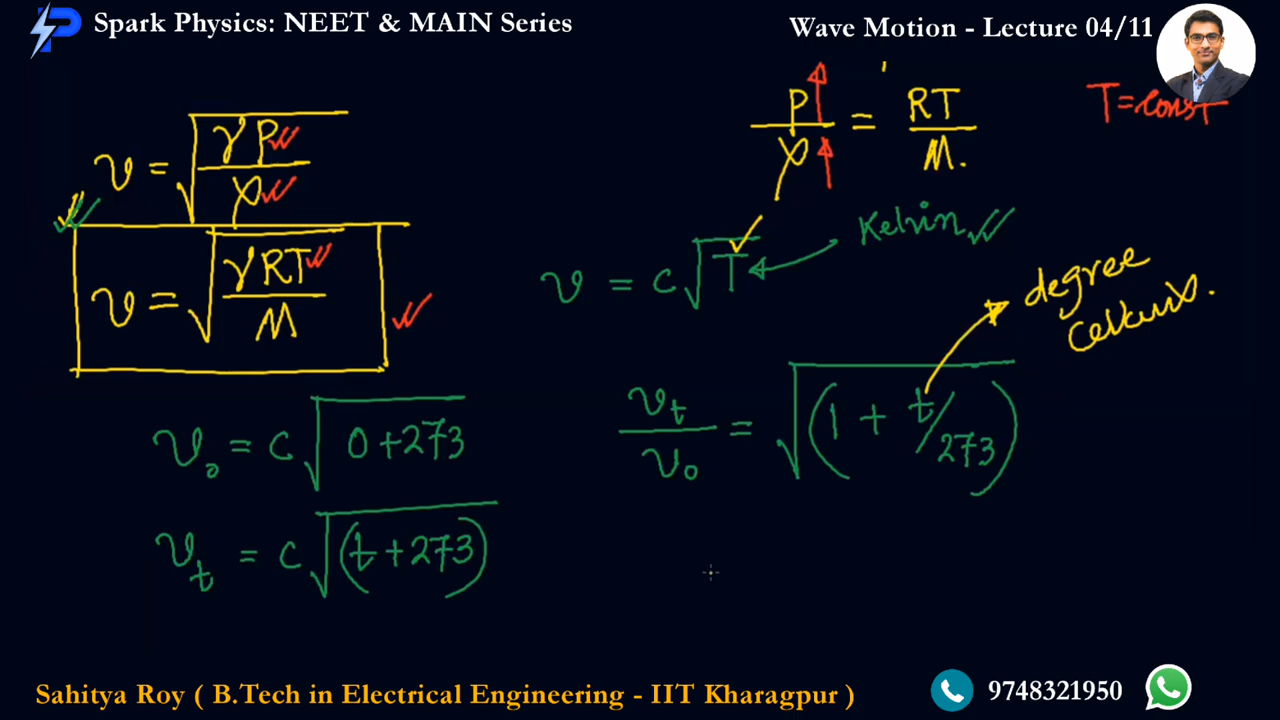 Spark Physics: NEET & MAIN Series
Wave Motion - Lecture 04/11
v = √(γP/ρ)
P/ρ = RT/M.
T = Const
v = √(γRT/M)
v = c√T
Kelvin
degree
Celcius.
v₀ = c√(0+273)
vₜ/v₀ = √(1 + t/273)
vₜ = c√(t+273)
Sahitya Roy ( B.Tech in Electrical Engineering - IIT Kharagpur )
9748321950